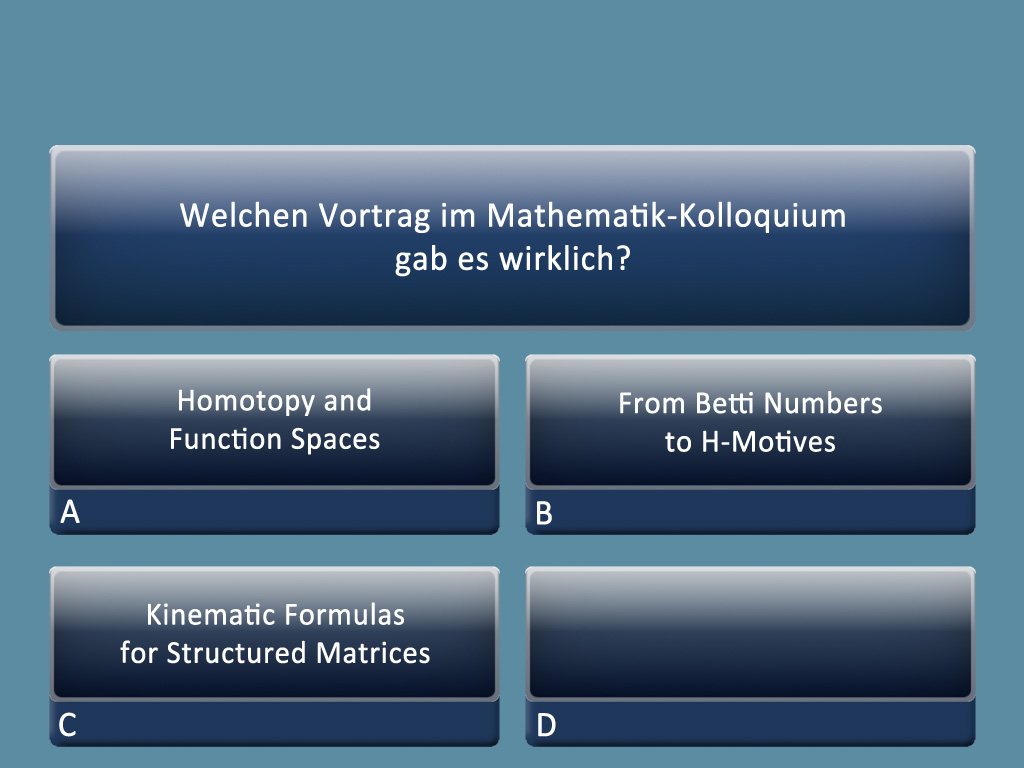 Welchen Vortrag im Mathematik-Kolloquium
gab es wirklich?
Homotopy and
Function Spaces
A
From Betti Numbers
to H-Motives
B
Kinematic Formulas
for Structured Matrices
C
D